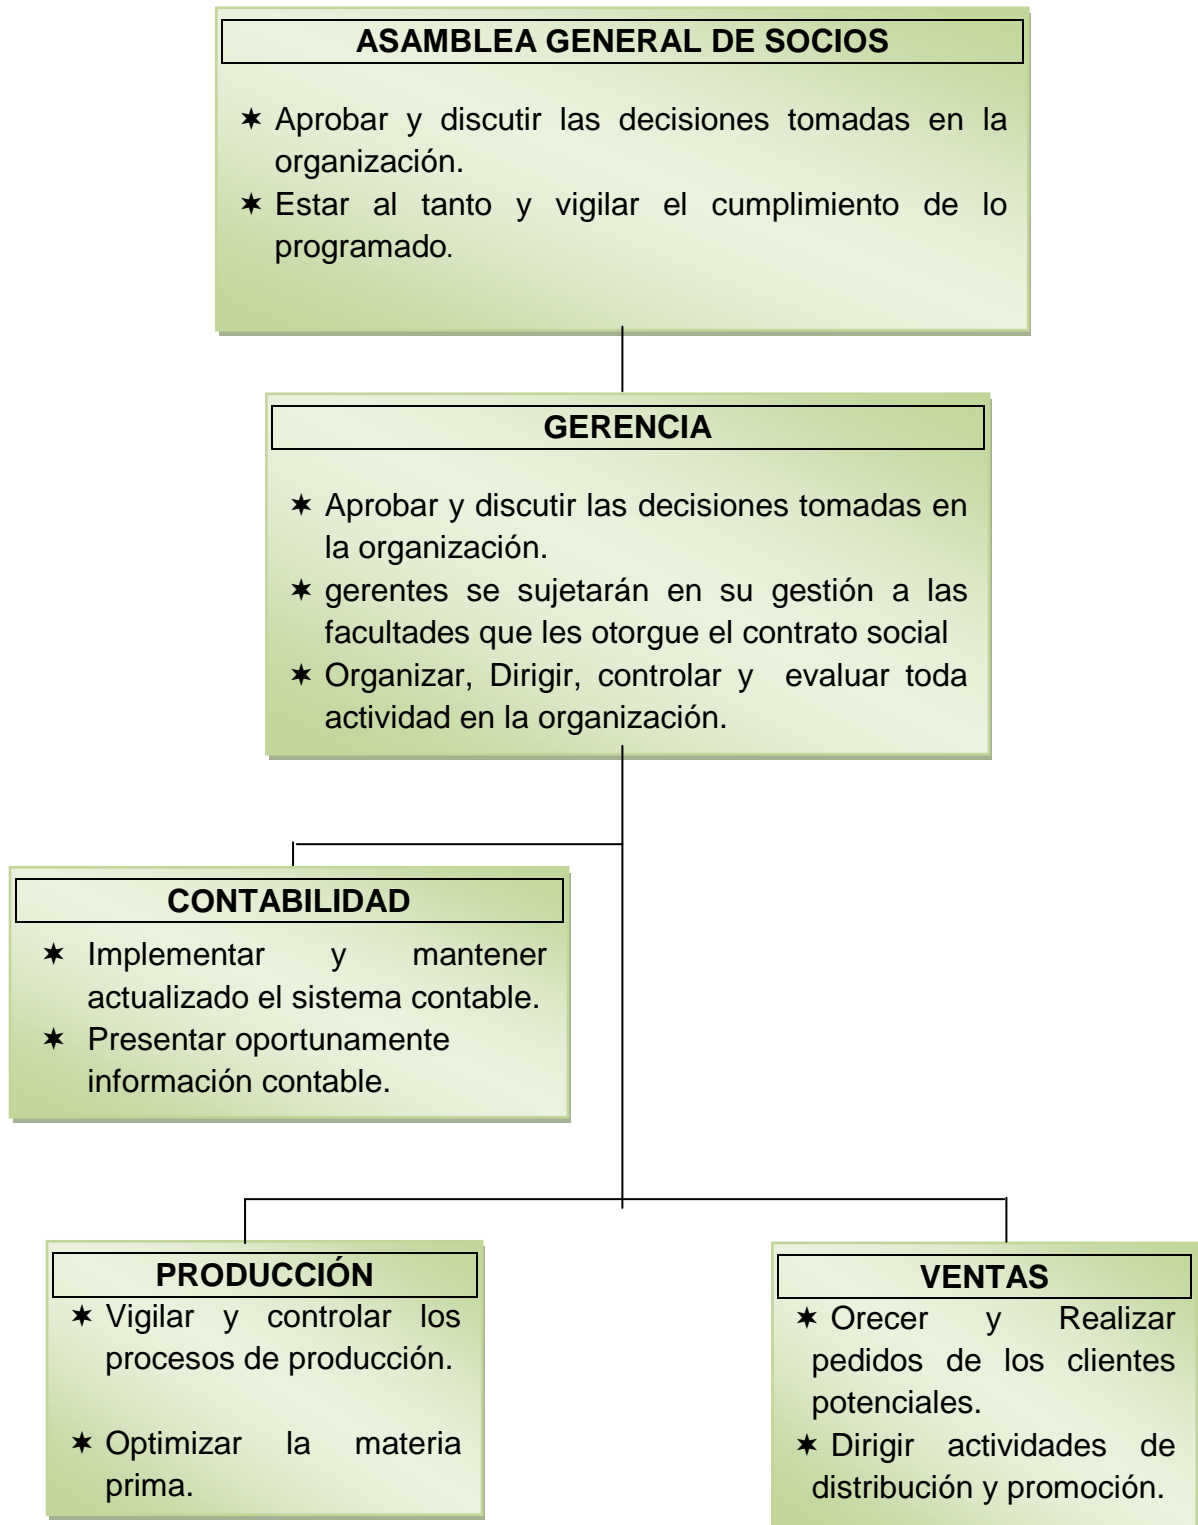 ASAMBLEA GENERAL DE SOCIOS
✶ Aprobar y discutir las decisiones tomadas en la
organización.
✶ Estar al tanto y vigilar el cumplimiento de lo
programado.
GERENCIA
✶ Aprobar y discutir las decisiones tomadas en
la organización.
✶ gerentes se sujetarán en su gestión a las
facultades que les otorgue el contrato social
✶ Organizar, Dirigir, controlar y evaluar toda
actividad en la organización.
CONTABILIDAD
✶ Implementar y mantener
actualizado el sistema contable.
✶ Presentar oportunamente
información contable.
PRODUCCIÓN
✶ Vigilar y controlar los
procesos de producción.
✶ Optimizar la materia
prima.
VENTAS
✶ Orecer y Realizar
pedidos de los clientes
potenciales.
✶ Dirigir actividades de
distribución y promoción.